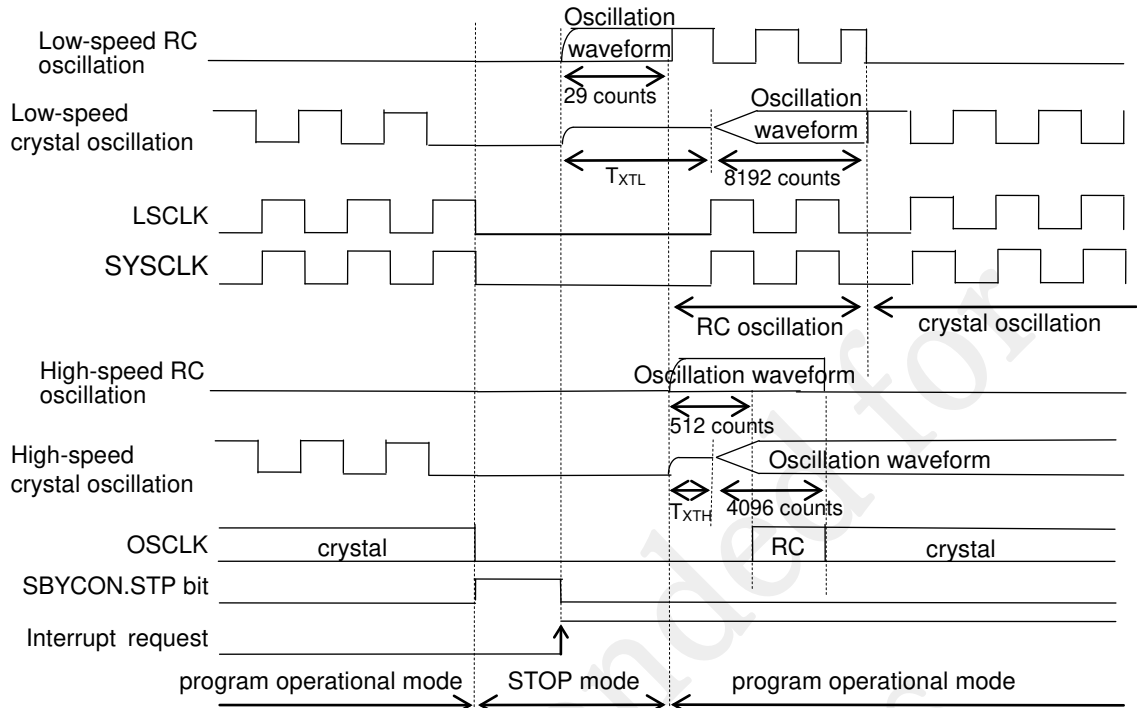 Oscillation
waveform
Low-speed RC
oscillation
29 counts
Low-speed
crystal oscillation
Oscillation
waveform
TXTL
8192 counts
LSCLK
SYSCLK
RC oscillation
crystal oscillation
High-speed RC
oscillation
Oscillation waveform
512 counts
High-speed
crystal oscillation
Oscillation waveform
TXTH
4096 counts
OSCLK
crystal
RC
crystal
SBYCON.STP bit
Interrupt request
program operational mode
STOP mode
program operational mode